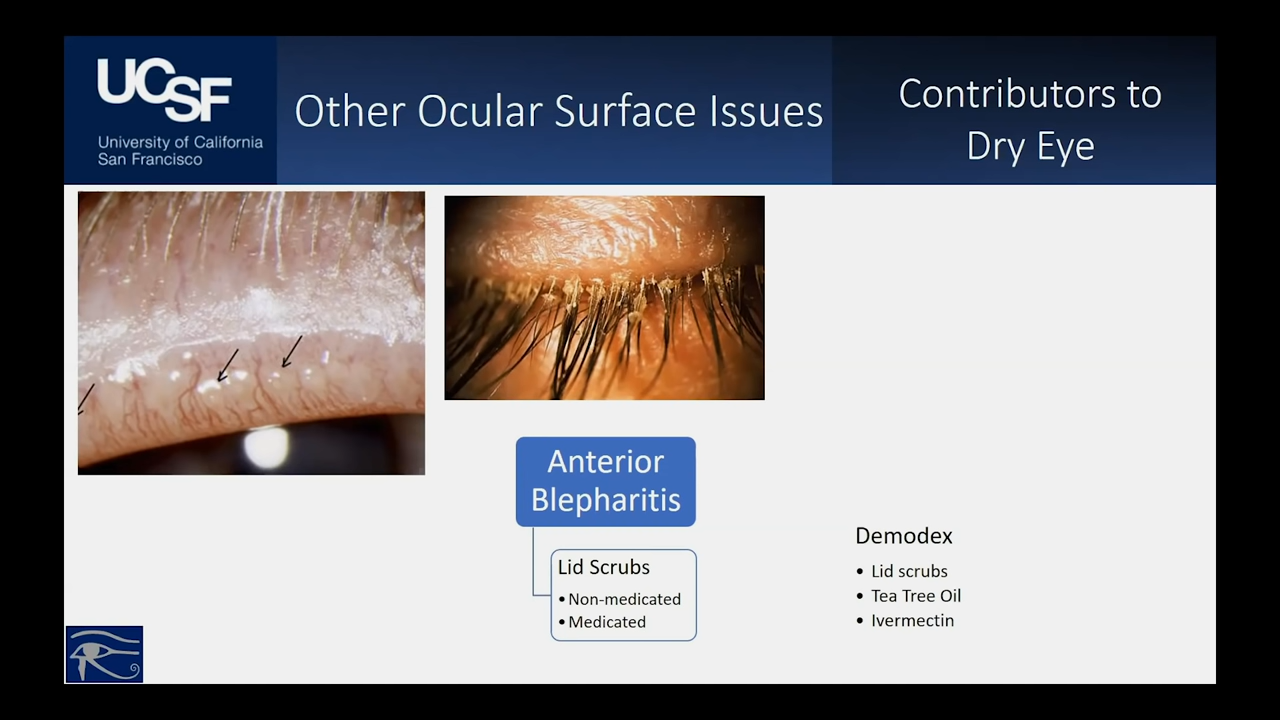 UCSF
University of California
San Francisco
Other Ocular Surface Issues
Contributors to
Dry Eye
Anterior
Blepharitis
Lid Scrubs
• Non-medicated
• Medicated
Demodex
• Lid scrubs
• Tea Tree Oil
• Ivermectin